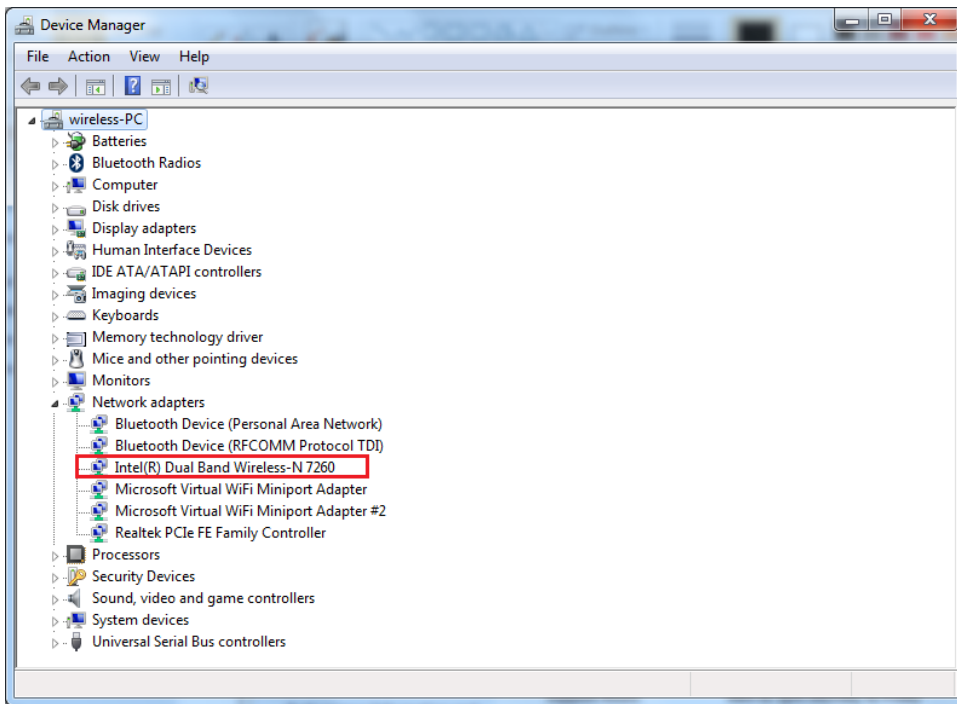 Device Manager
File Action View Help
wireless-PC
Batteries
Bluetooth Radios
Computer
Disk drives
Display adapters
Human Interface Devices
IDE ATA/ATAPI controllers
Imaging devices
Keyboards
Memory technology driver
Mice and other pointing devices
Monitors
Network adapters
Bluetooth Device (Personal Area Network)
Bluetooth Device (RFCOMM Protocol TDI)
Intel(R) Dual Band Wireless-N 7260
Microsoft Virtual WiFi Miniport Adapter
Microsoft Virtual WiFi Miniport Adapter #2
Realtek PCIe FE Family Controller
Processors
Security Devices
Sound, video and game controllers
System devices
Universal Serial Bus controllers